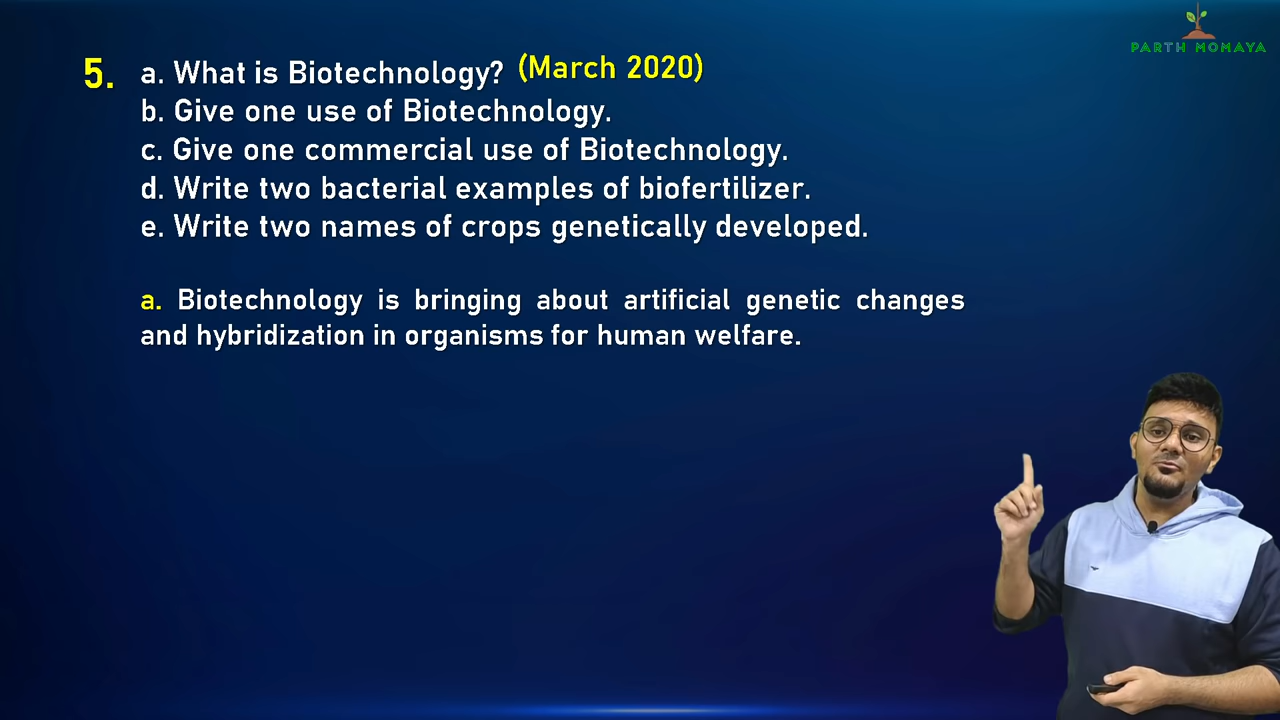 PARTH MOMAYA
5. a. What is Biotechnology? (March 2020)
b. Give one use of Biotechnology.
c. Give one commercial use of Biotechnology.
d. Write two bacterial examples of biofertilizer.
e. Write two names of crops genetically developed.
a. Biotechnology is bringing about artificial genetic changes
and hybridization in organisms for human welfare.